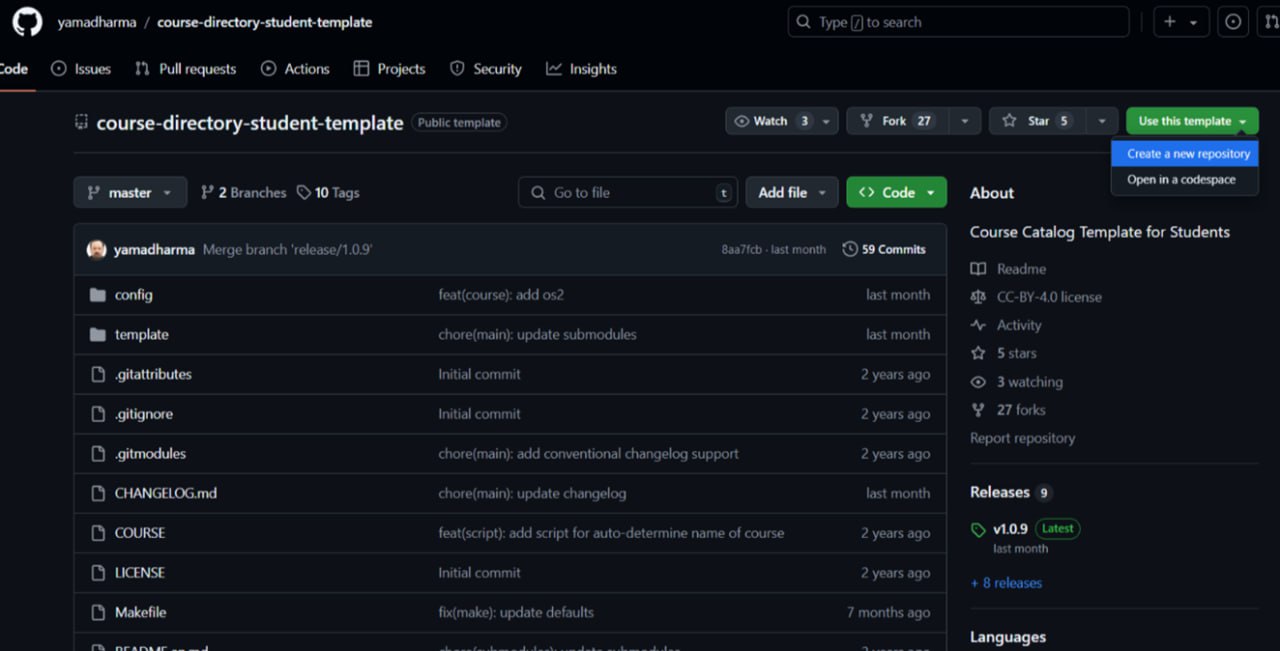 yamadharma / course-directory-student-template Type / to search
Code Issues Pull requests Actions Projects Security Insights
course-directory-student-template Public template Watch 3 Fork 27 Star 5 Use this template
Create a new repository
Open in a codespace
master 2 Branches 10 Tags Go to file t Add file Code
yamadharma Merge branch 'release/1.0.9' 8aa7fcb · last month 59 Commits
config feat(course): add os2 last month
template chore(main): update submodules last month
.gitattributes Initial commit 2 years ago
.gitignore Initial commit 2 years ago
.gitmodules chore(main): add conventional changelog support 2 years ago
CHANGELOG.md chore(main): update changelog last month
COURSE feat(script): add script for auto-determine name of course 2 years ago
LICENSE Initial commit 2 years ago
Makefile fix(make): update defaults 7 months ago
About
Course Catalog Template for Students
Readme
CC-BY-4.0 license
Activity
5 stars
3 watching
27 forks
Report repository
Releases 9
v1.0.9 Latest
last month
+ 8 releases
Languages